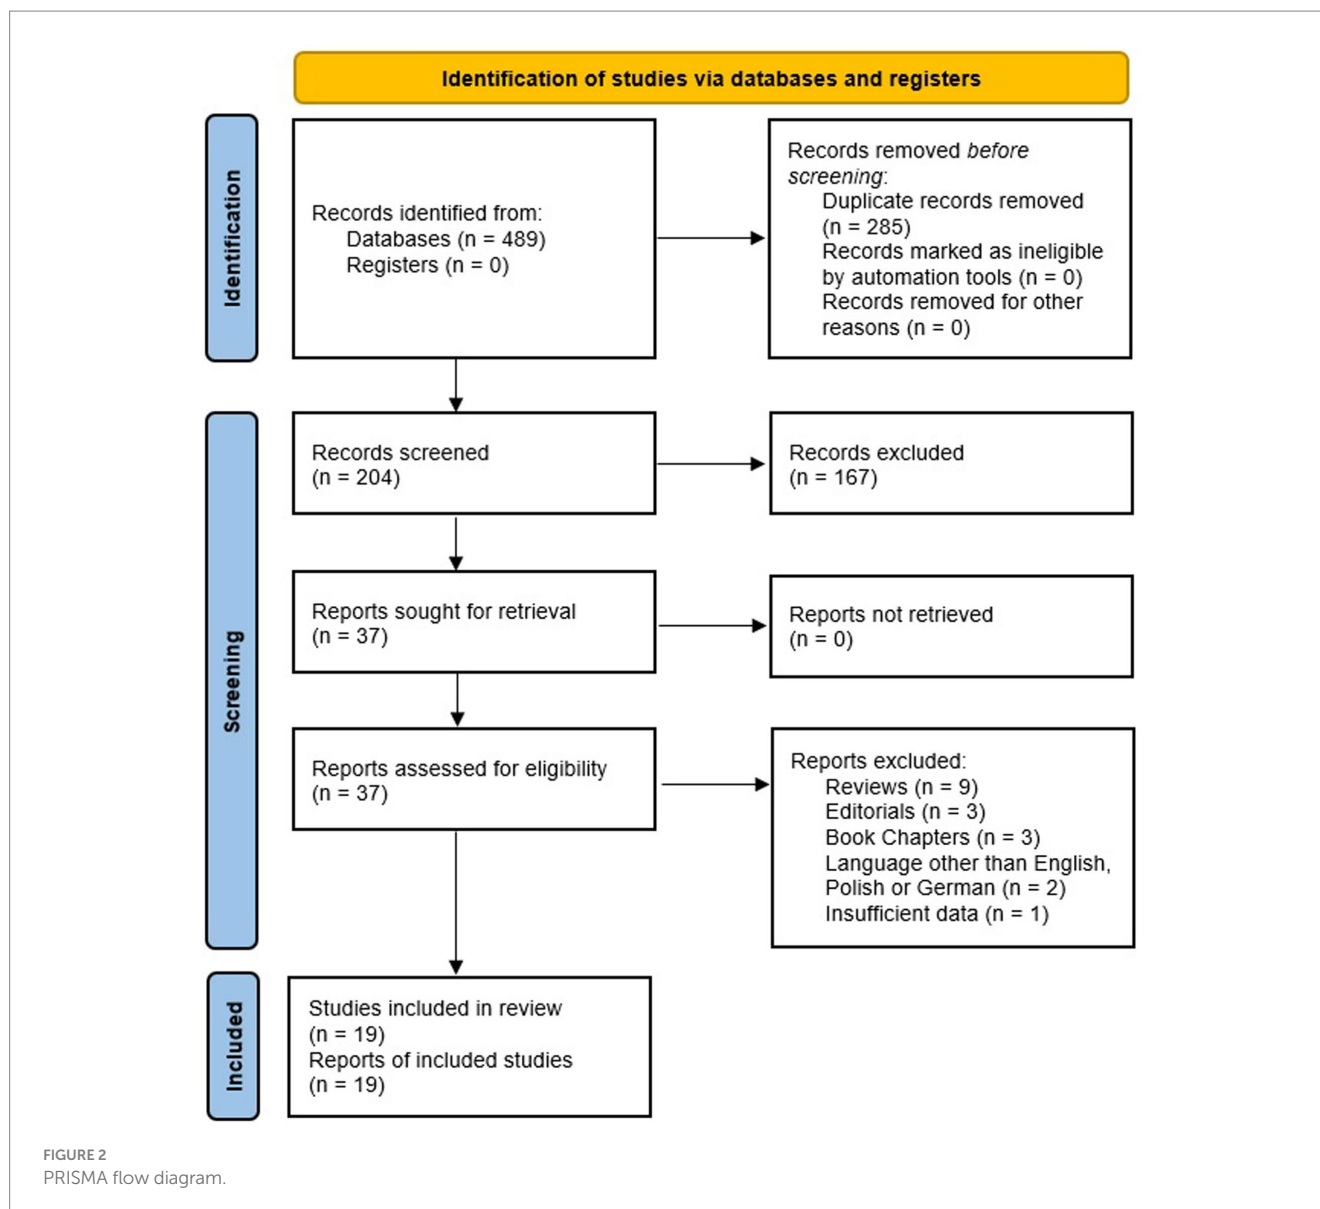 Identification of studies via databases and registers
Identification
Records identified from:
Databases (n = 489)
Registers (n = 0)
Records removed before
screening:
Duplicate records removed
(n = 285)
Records marked as ineligible
by automation tools (n = 0)
Records removed for other
reasons (n = 0)
Screening
Records screened
(n = 204)
Records excluded
(n = 167)
Reports sought for retrieval
(n = 37)
Reports not retrieved
(n = 0)
Reports assessed for eligibility
(n = 37)
Reports excluded:
Reviews (n = 9)
Editorials (n = 3)
Book Chapters (n = 3)
Language other than English,
Polish or German (n = 2)
Insufficient data (n = 1)
Included
Studies included in review
(n = 19)
Reports of included studies
(n = 19)
FIGURE 2
PRISMA flow diagram.